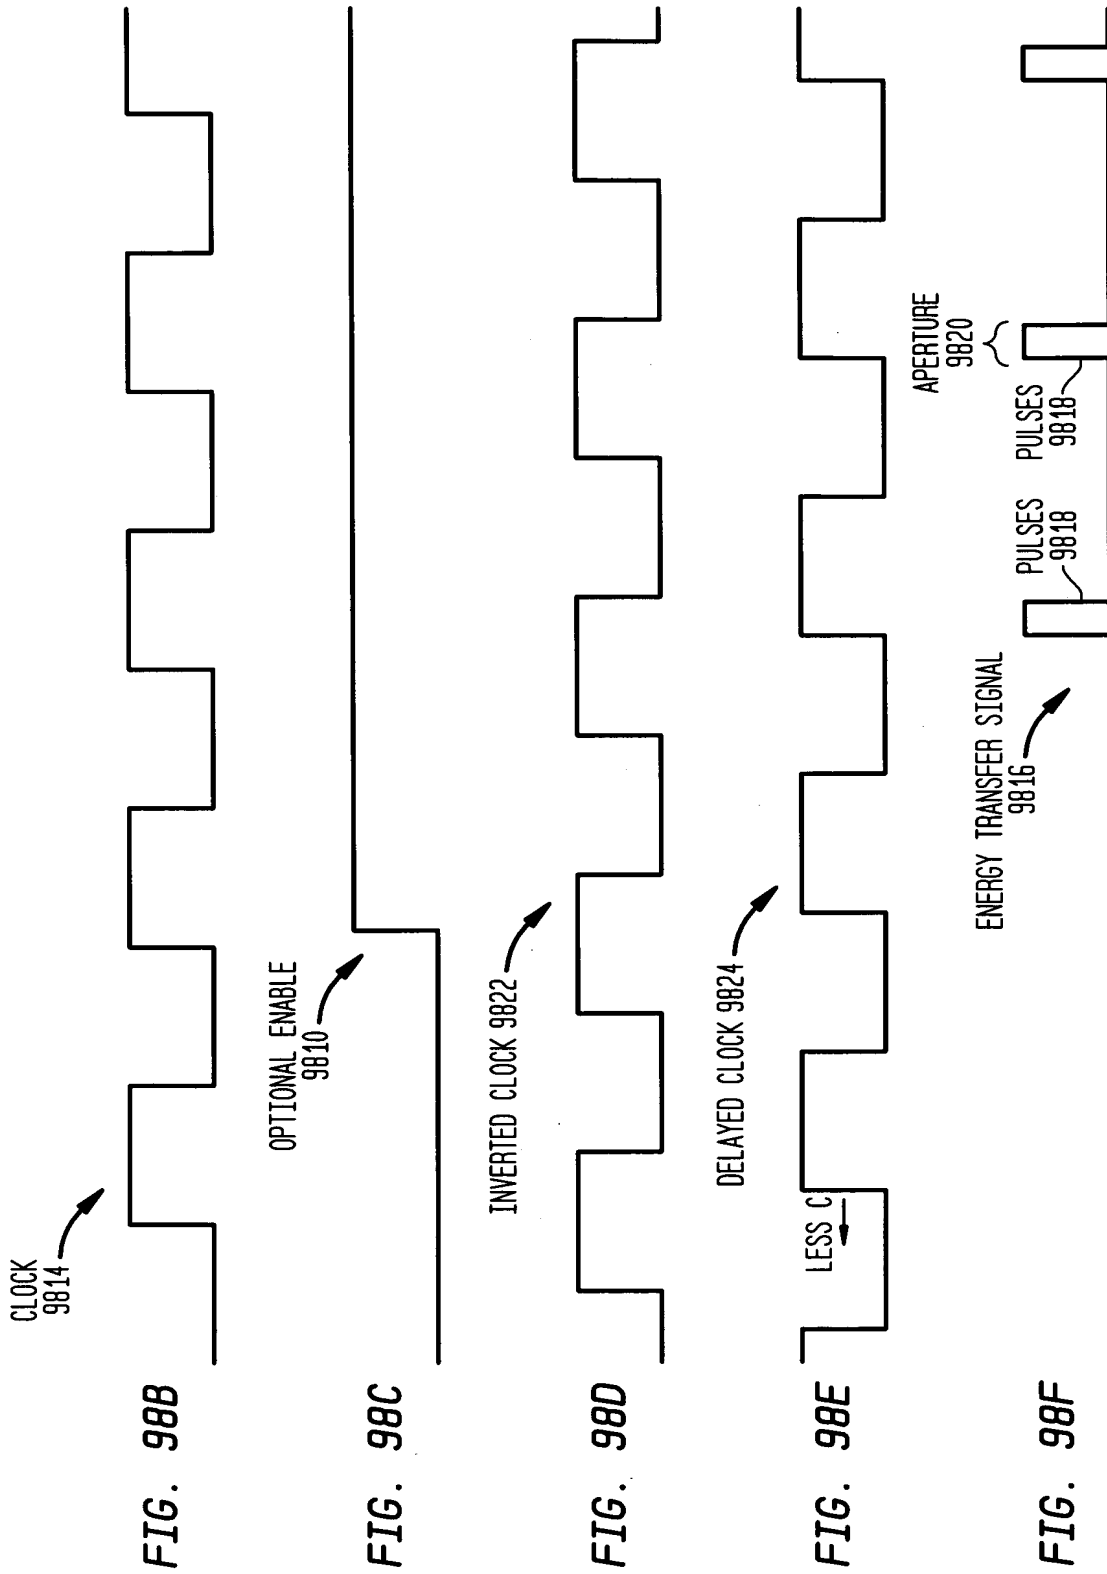 CLOCK
9814
FIG. 98B
OPTIONAL ENABLE
9810
FIG. 98C
INVERTED CLOCK 9822
FIG. 98D
DELAYED CLOCK 9824
LESS C
FIG. 98E
ENERGY TRANSFER SIGNAL
9816
PULSES
9818
PULSES
9818
APERTURE
9820
FIG. 98F